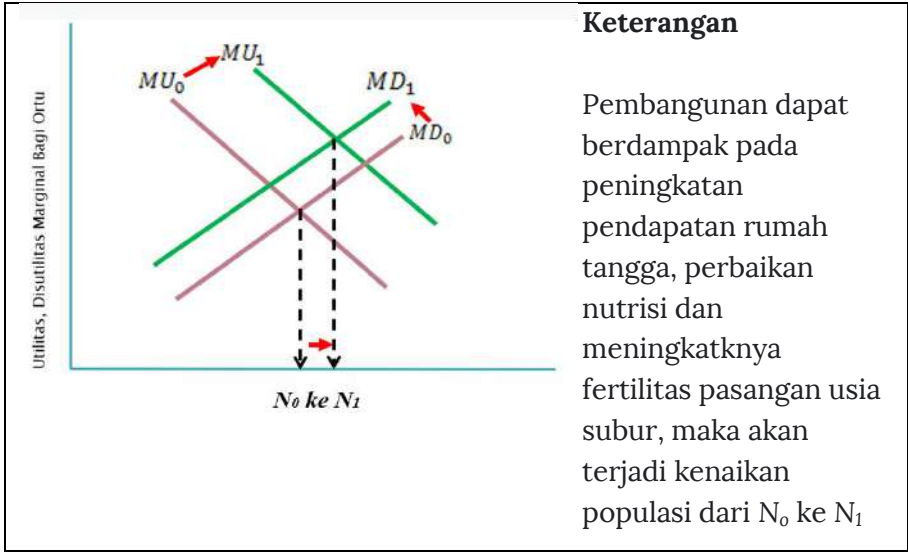 Utilitas, Disutilitas Marginal Bagi Ortu
MU₀
MU₁
MD₁
MD₀
N₀ ke N₁
Keterangan
Pembangunan dapat
berdampak pada
peningkatan
pendapatan rumah
tangga, perbaikan
nutrisi dan
meningkatknya
fertilitas pasangan usia
subur, maka akan
terjadi kenaikan
populasi dari Nₒ ke N₁